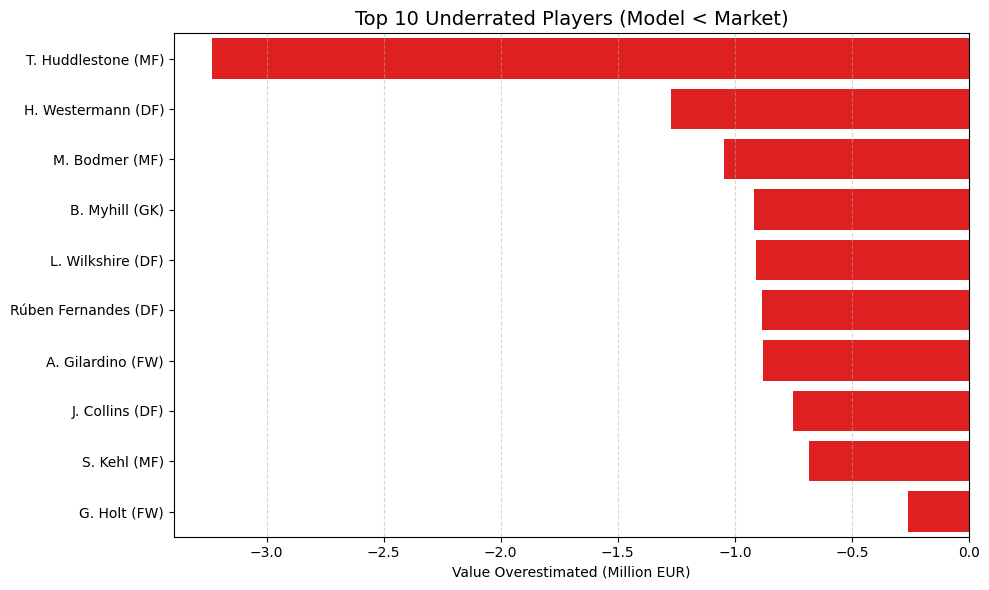 Top 10 Underrated Players (Model < Market)
T. Huddlestone (MF)
H. Westermann (DF)
M. Bodmer (MF)
B. Myhill (GK)
L. Wilkshire (DF)
Rúben Fernandes (DF)
A. Gilardino (FW)
J. Collins (DF)
S. Kehl (MF)
G. Holt (FW)
−3.0 −2.5 −2.0 −1.5 −1.0 −0.5 0.0
Value Overestimated (Million EUR)